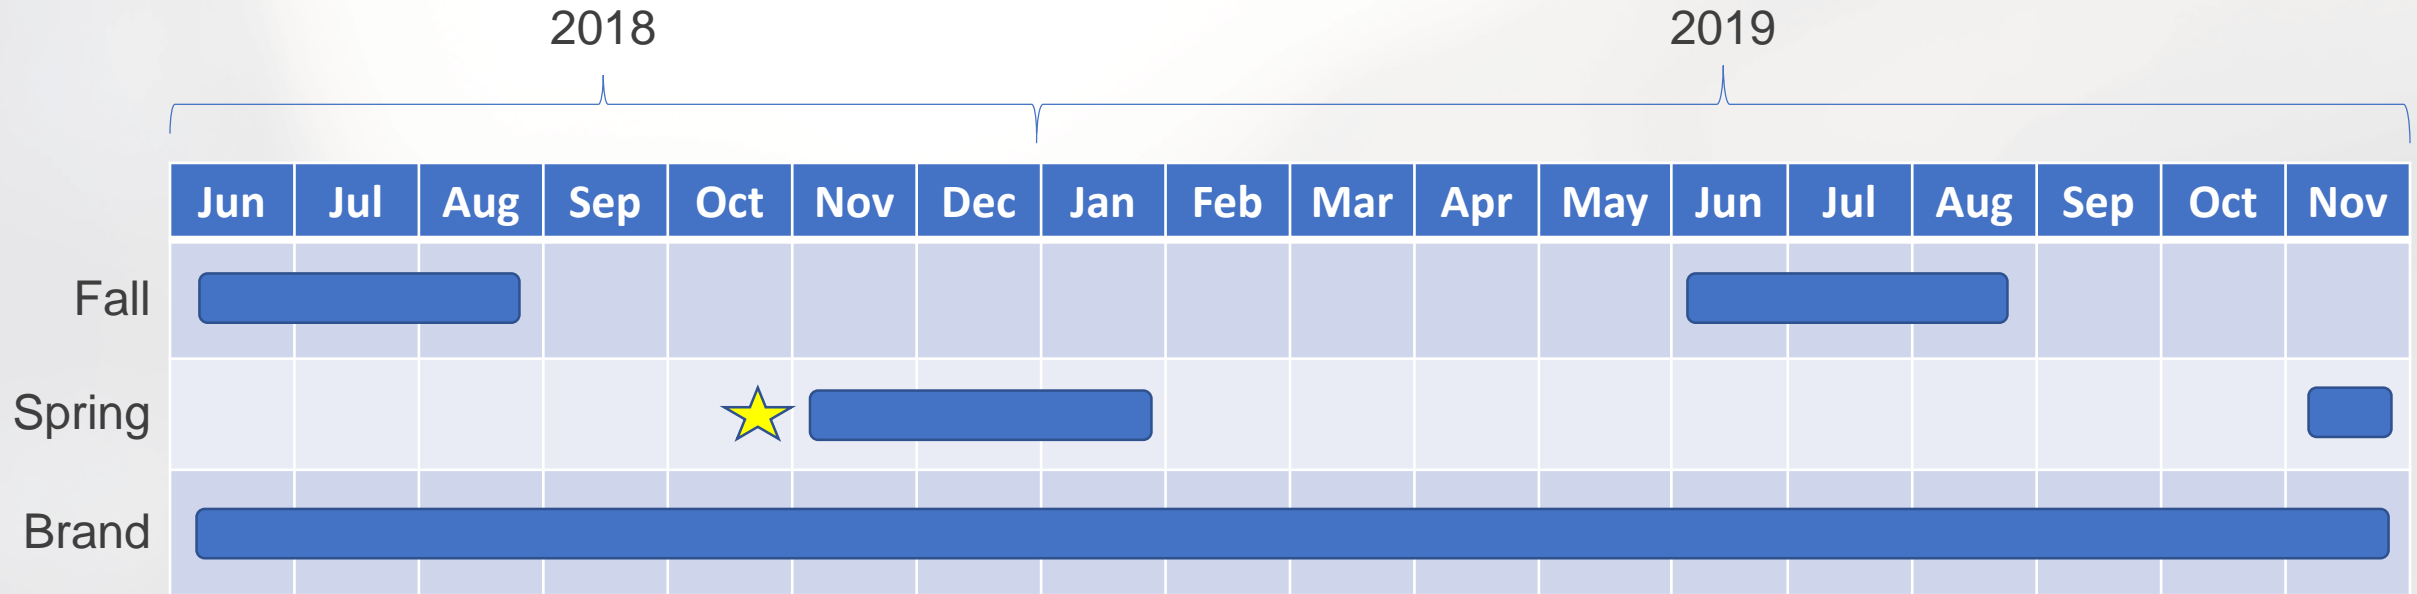 2018 2019
Jun Jul Aug Sep Oct Nov Dec Jan Feb Mar Apr May Jun Jul Aug Sep Oct Nov
Fall
Spring
Brand